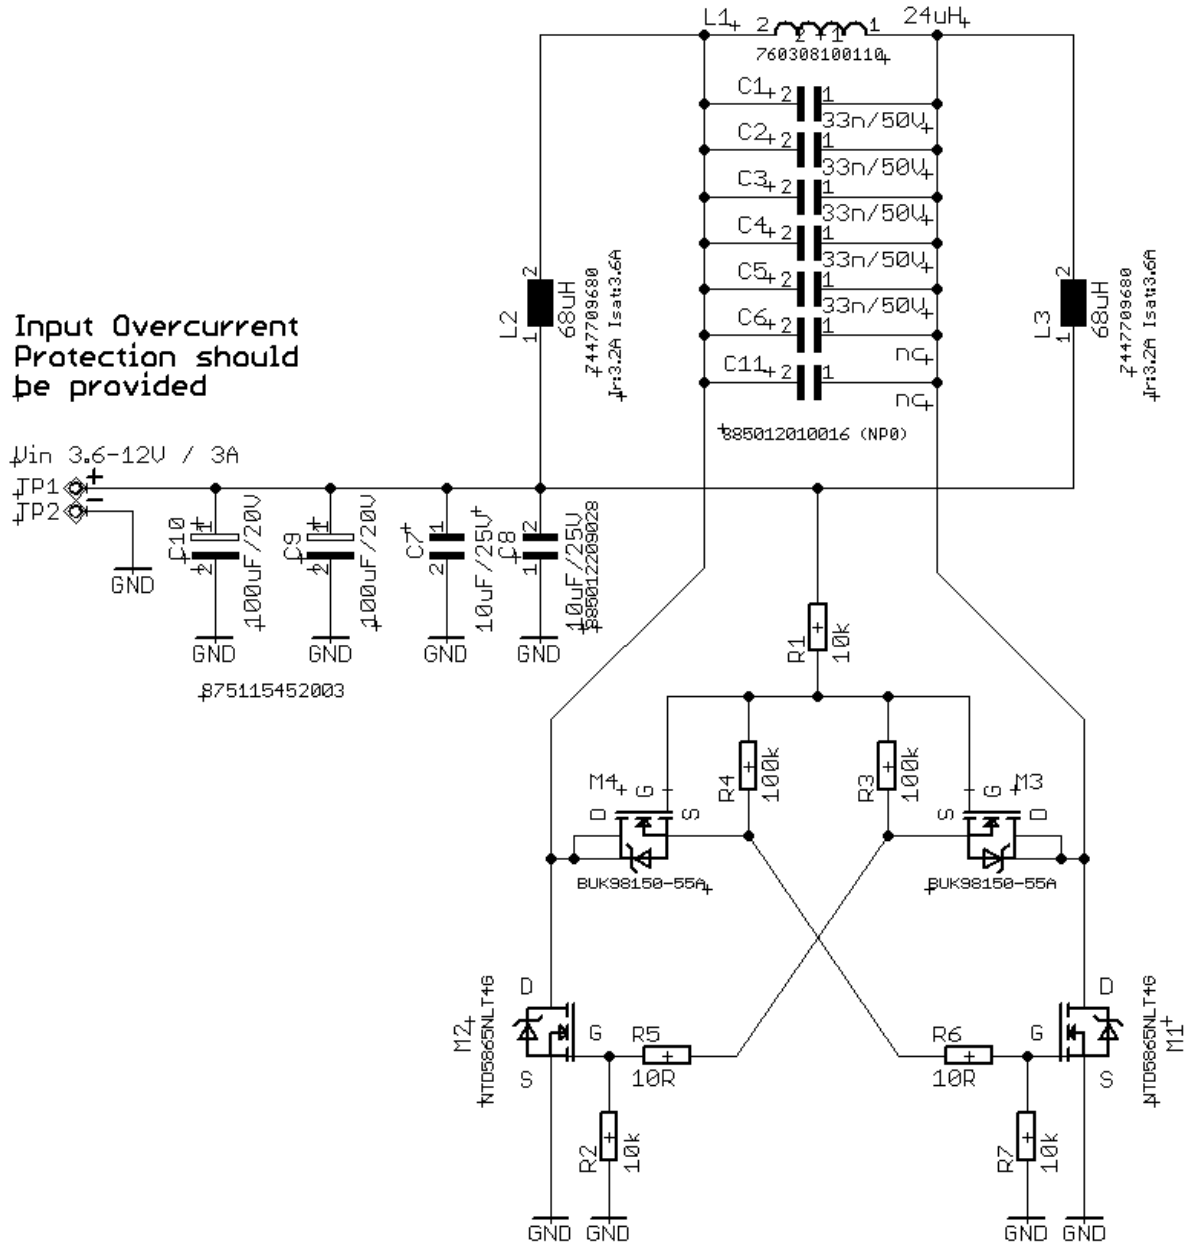 L1 2 2 1 1 24uH
760308100110
C1 2 1
33n/50V
C2 2 1
33n/50V
C3 2 1
33n/50V
C4 2 1
33n/50V
C5 2 1
33n/50V
C6 2 1
nc
C11 2 1
nc
885012010016 (NP0)
L2 1 2
68uH
7447709680
Ir:3.2A Isat:3.6A
L3 1 2
68uH
7447709680
Ir:3.2A Isat:3.6A
Input Overcurrent
Protection should
be provided
Vin 3.6-12V / 3A
TP1 +
TP2 -
GND
C10 + 1 2
100uF/20V
GND
C9 + 1 2
100uF/20V
GND
C7 1 2
10uF/25V
GND
C8 2 1
10uF/25V
885012209028
GND
875115452003
R1
10k
R4
100k
R3
100k
M4 G
D S
BUK98150-55A
G M3
S D
BUK98150-55A
M2
NTD5865NLT4G
D
G
S
R5
10R
R6
10R
D
G
S
NTD5865NLT4G
M1
R2
10k
R7
10k
GND GND
GND GND